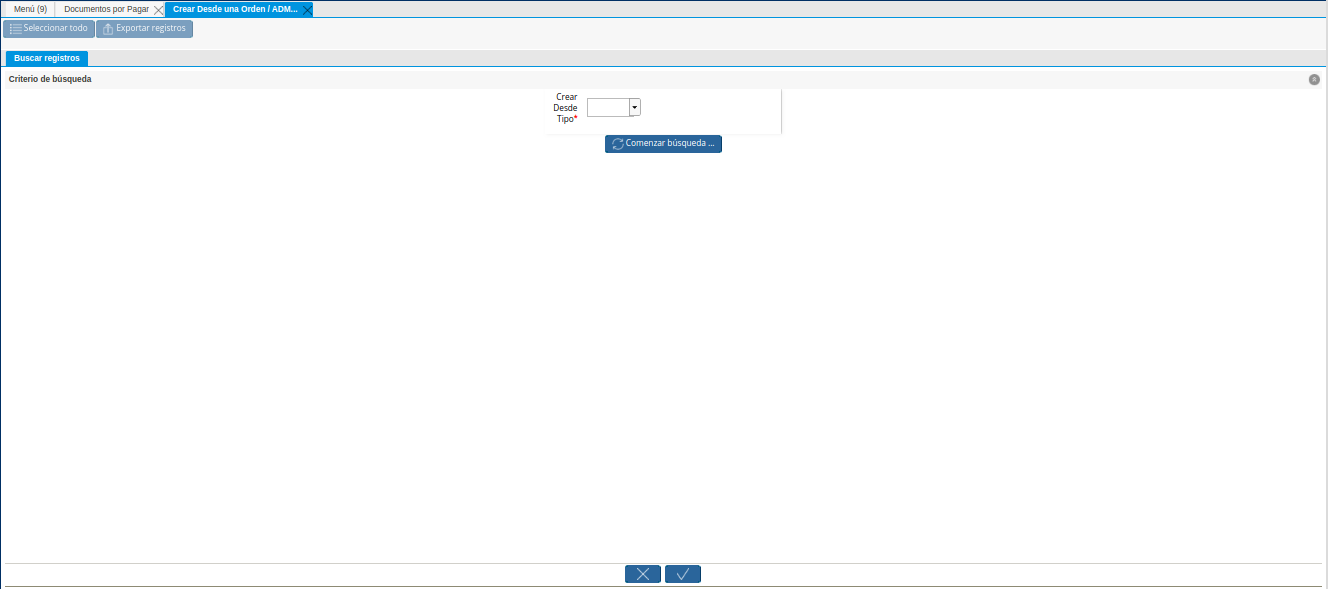 Menú (9)
Documentos por Pagar
Crear Desde una Orden / ADM...
Seleccionar todo
Exportar registros
Buscar registros
Criterio de búsqueda
Crear
Desde
Tipo*
Comenzar búsqueda ...